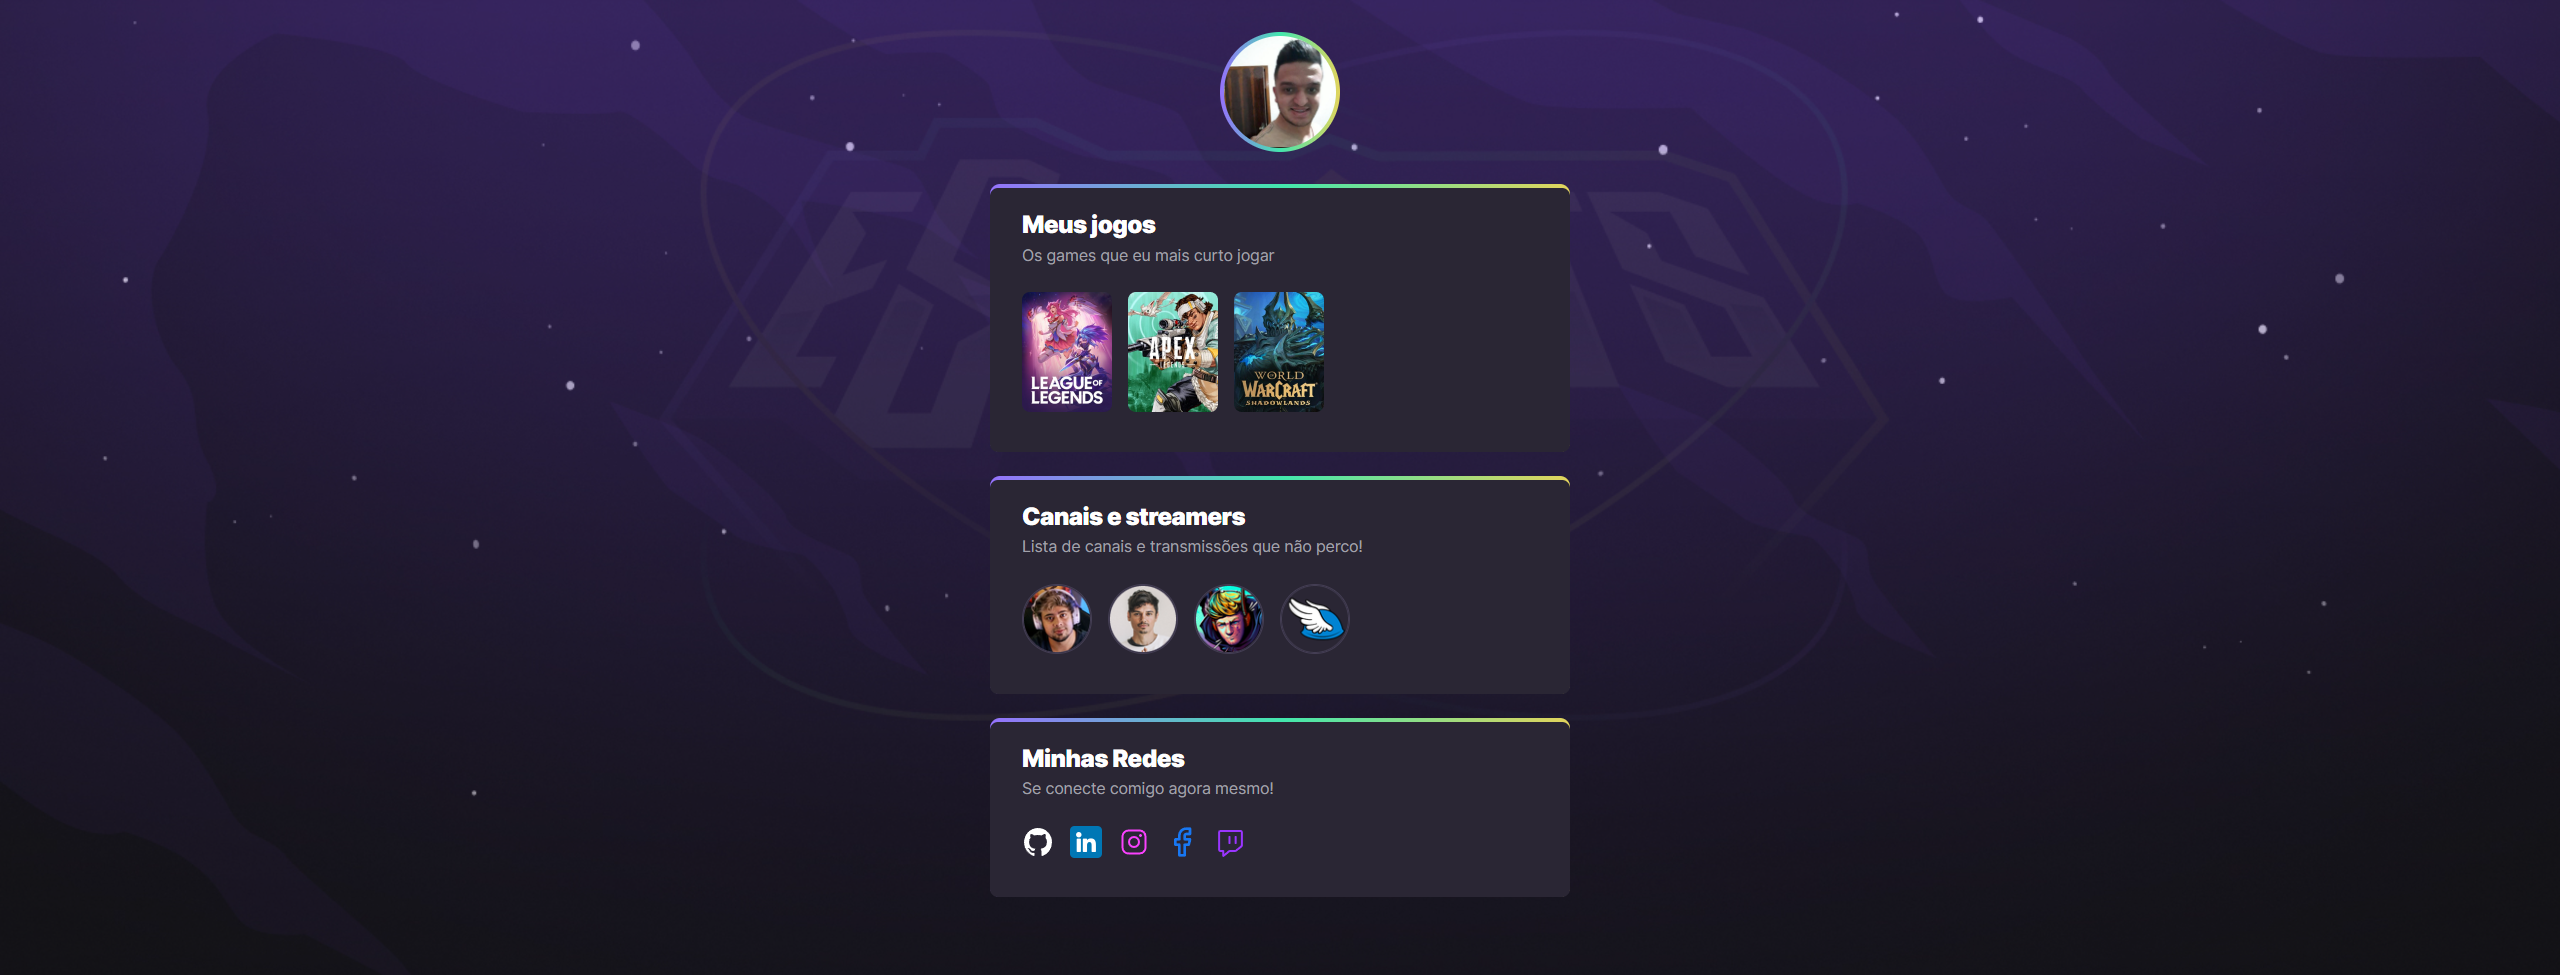 Meus jogos
Os games que eu mais curto jogar
LEAGUE OF
LEGENDS
APEX
LEGENDS
WORLD
WARCRAFT
SHADOWLANDS
Canais e streamers
Lista de canais e transmissões que não perco!
Minhas Redes
Se conecte comigo agora mesmo!
in